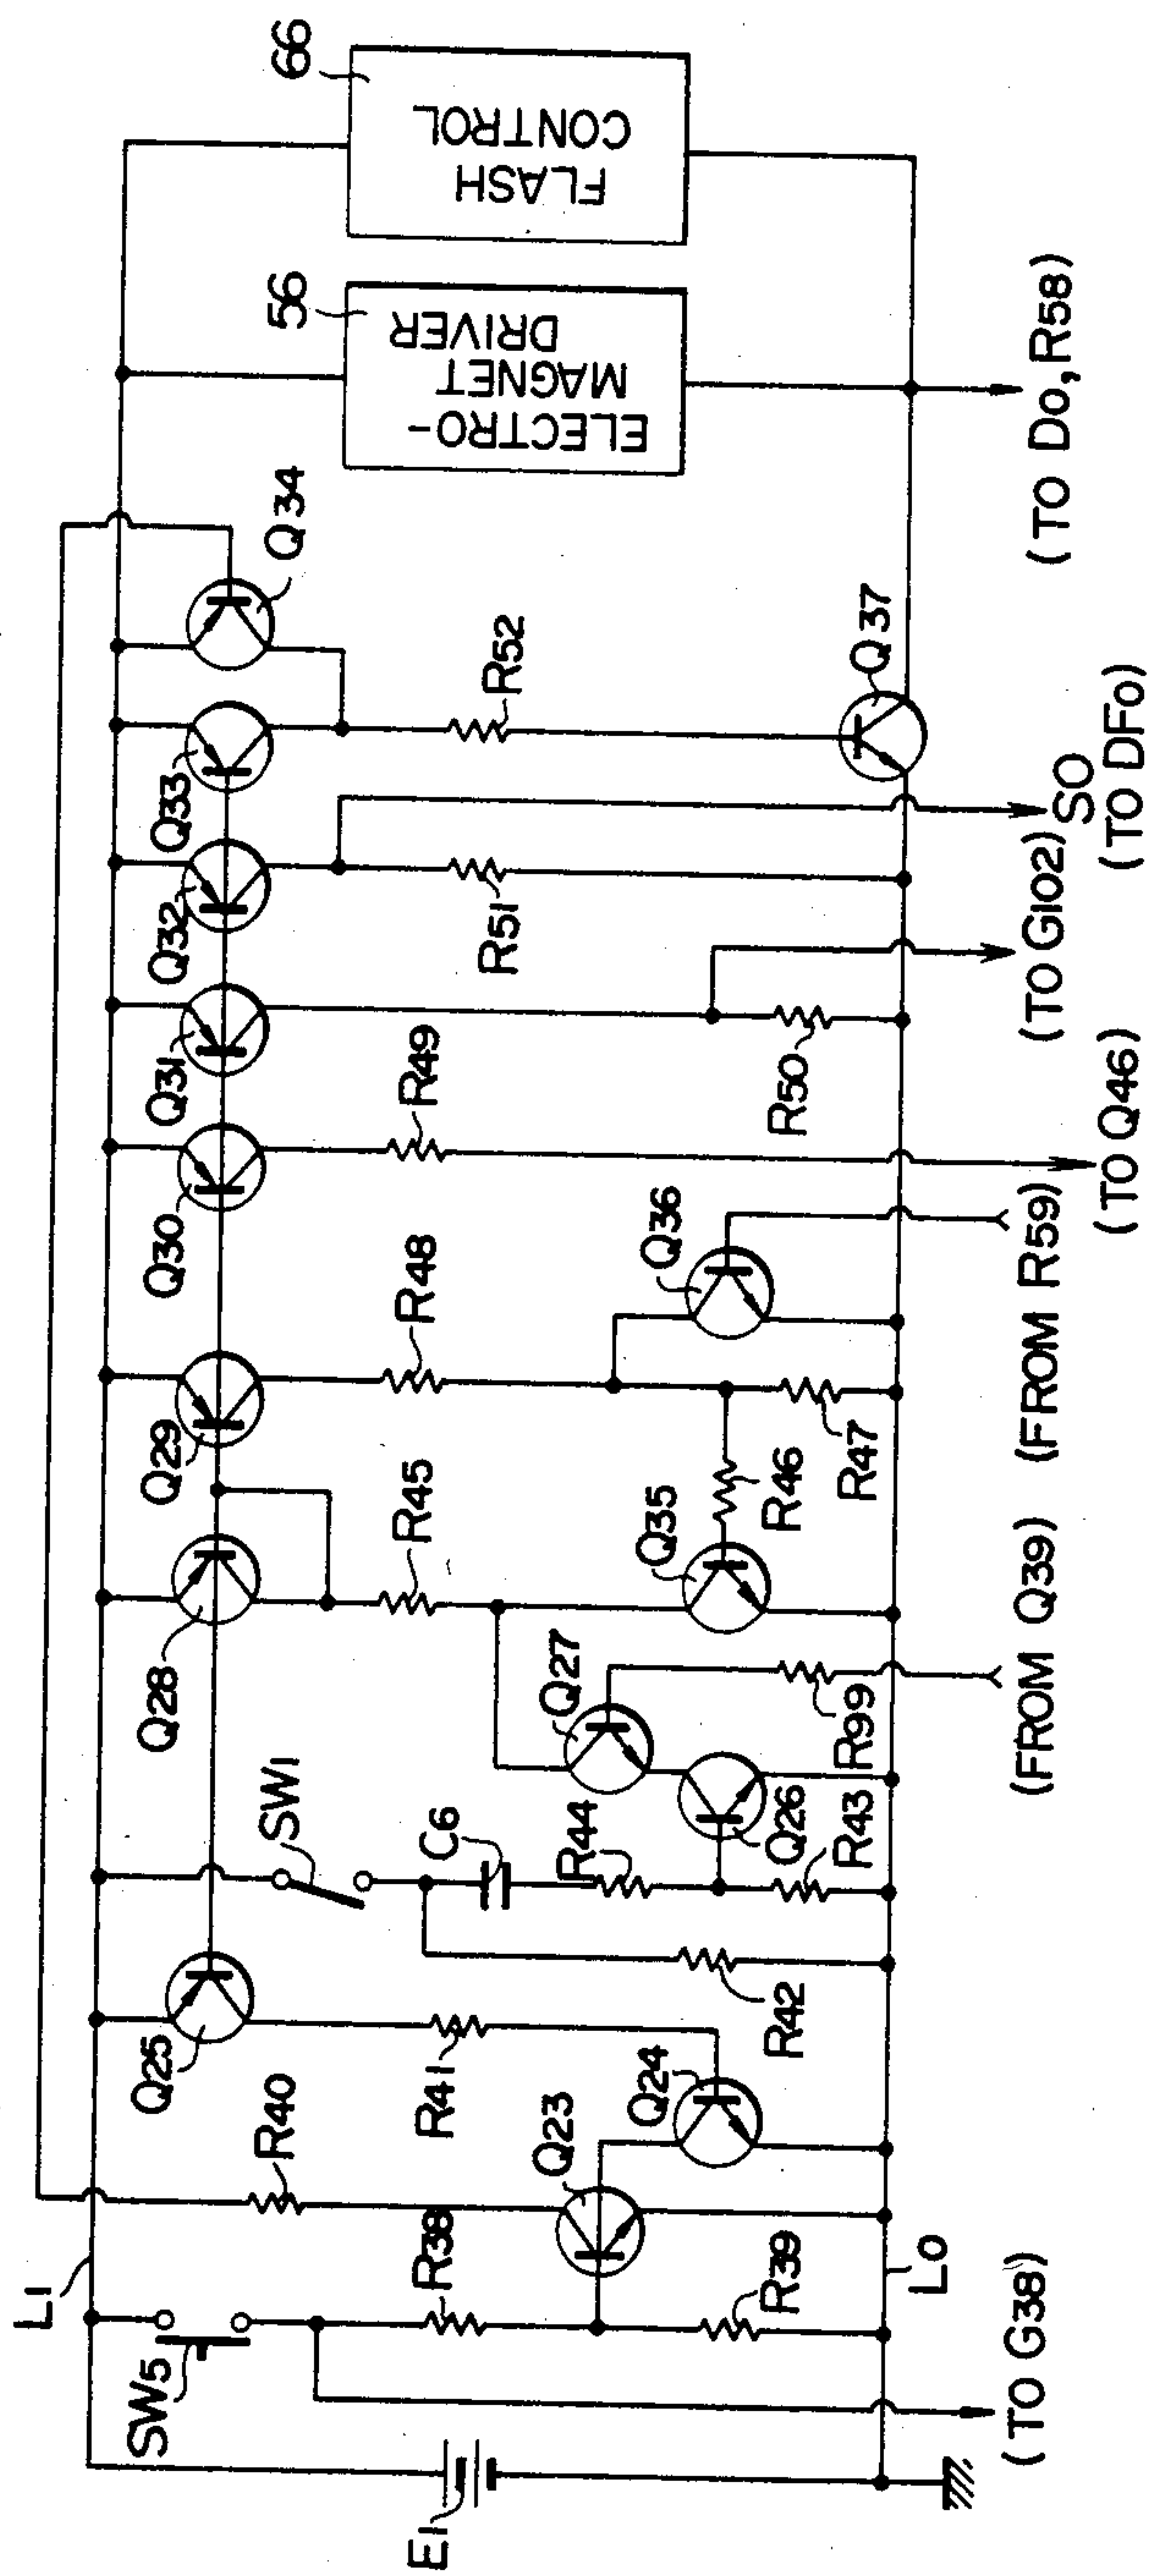 66
FLASH
CONTROL
56
ELECTRO-
MAGNET
DRIVER
(TO Do, R58)
Q34
R52
Q37
Q33
SO
(TO DFo)
Q32
R51
(TO G102)
Q31
R50
R49
(TO Q46)
Q30
Q36
R48
(FROM R59)
Q29
R47
R46
R45
Q35
(FROM Q39)
Q28
Q27
R99
SW1
C6
R44
Q26
R43
R42
Q25
R41
Q24
R40
Q23
R38
R39
L1
L0
SW5
(TO G38)
E1